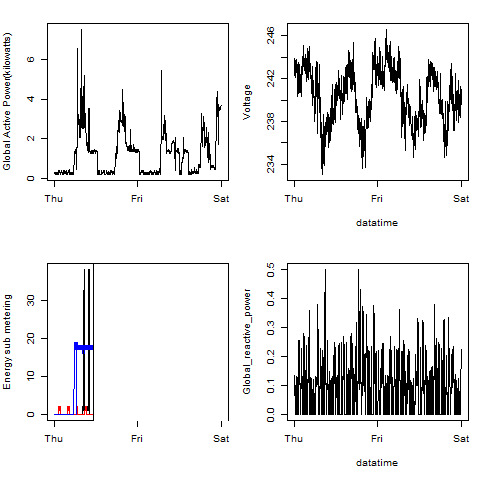 Global Active Power(kilowatts)
0 2 4 6
Thu Fri Sat
Voltage
234 238 242 246
Thu Fri Sat
datatime
Energy sub metering
0 10 20 30
Thu Fri Sat
Global_reactive_power
0.0 0.1 0.2 0.3 0.4 0.5
Thu Fri Sat
datatime